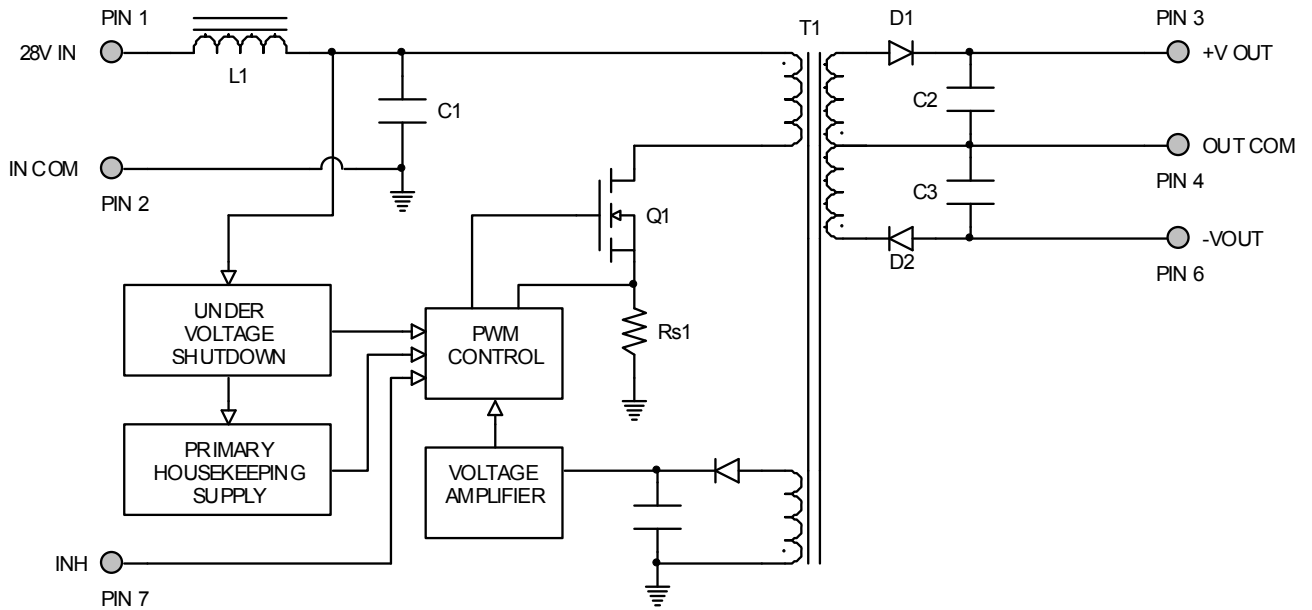 PIN 1
28V IN
L1
C1
IN COM
PIN 2
T1
D1
PIN 3
+V OUT
C2
OUT COM
PIN 4
C3
-VOUT
D2
PIN 6
Q1
Rs1
UNDER
VOLTAGE
SHUTDOWN
PWM
CONTROL
PRIMARY
HOUSEKEEPING
SUPPLY
VOLTAGE
AMPLIFIER
INH
PIN 7